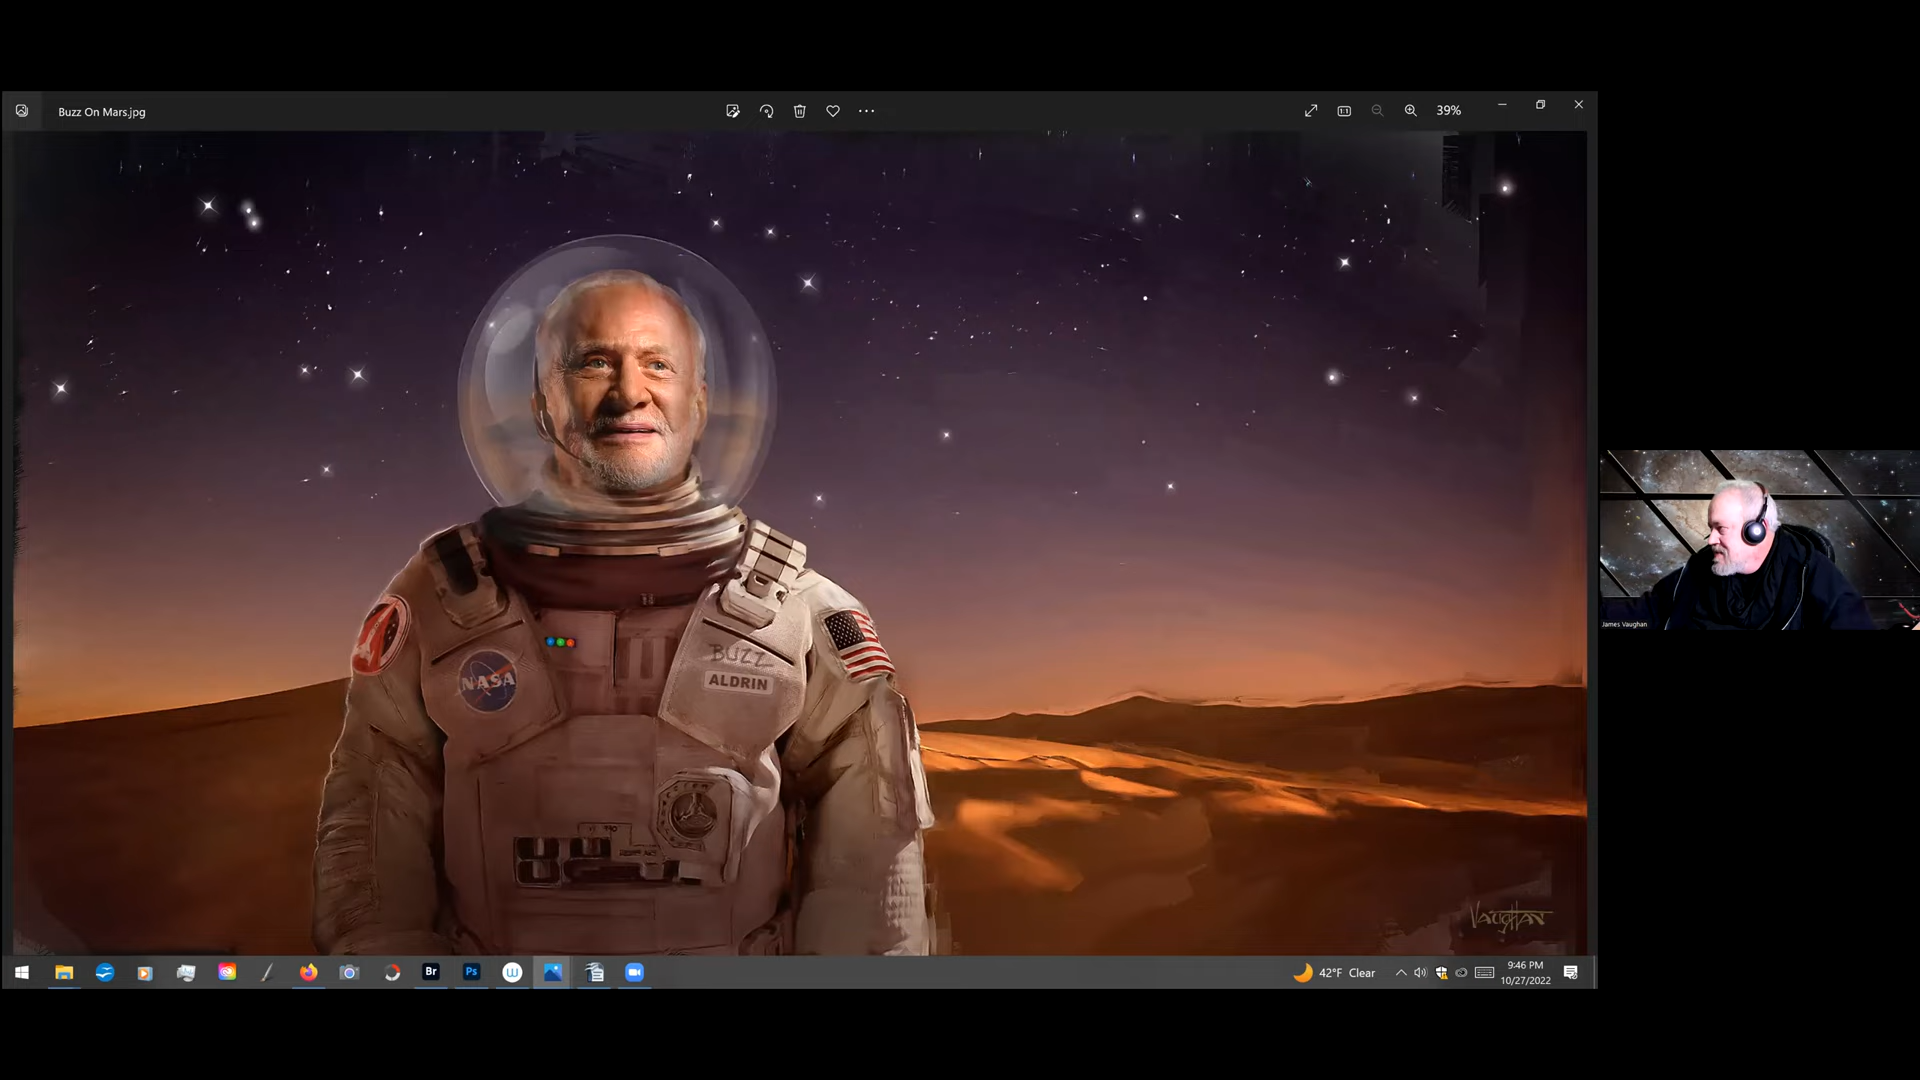 Buzz On Mars.jpg
39%
NASA
BUZZ
ALDRIN
VAUGHAN
James Vaughan
Br
Ps
42°F Clear
9:46 PM
10/27/2022